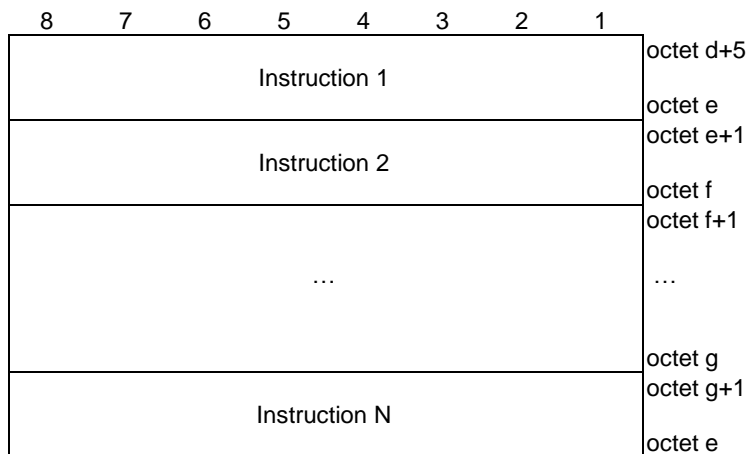 8 7 6 5 4 3 2 1
octet d+5
Instruction 1
octet e
octet e+1
Instruction 2
octet f
octet f+1
… …
octet g
octet g+1
Instruction N
octet e